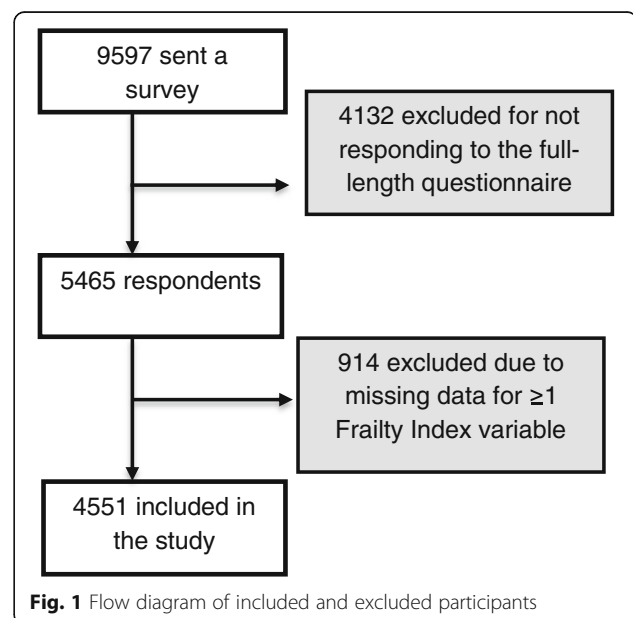 9597 sent a
survey
4132 excluded for not
responding to the full-
length questionnaire
5465 respondents
914 excluded due to
missing data for ≥1
Frailty Index variable
4551 included in
the study
Fig. 1 Flow diagram of included and excluded participants